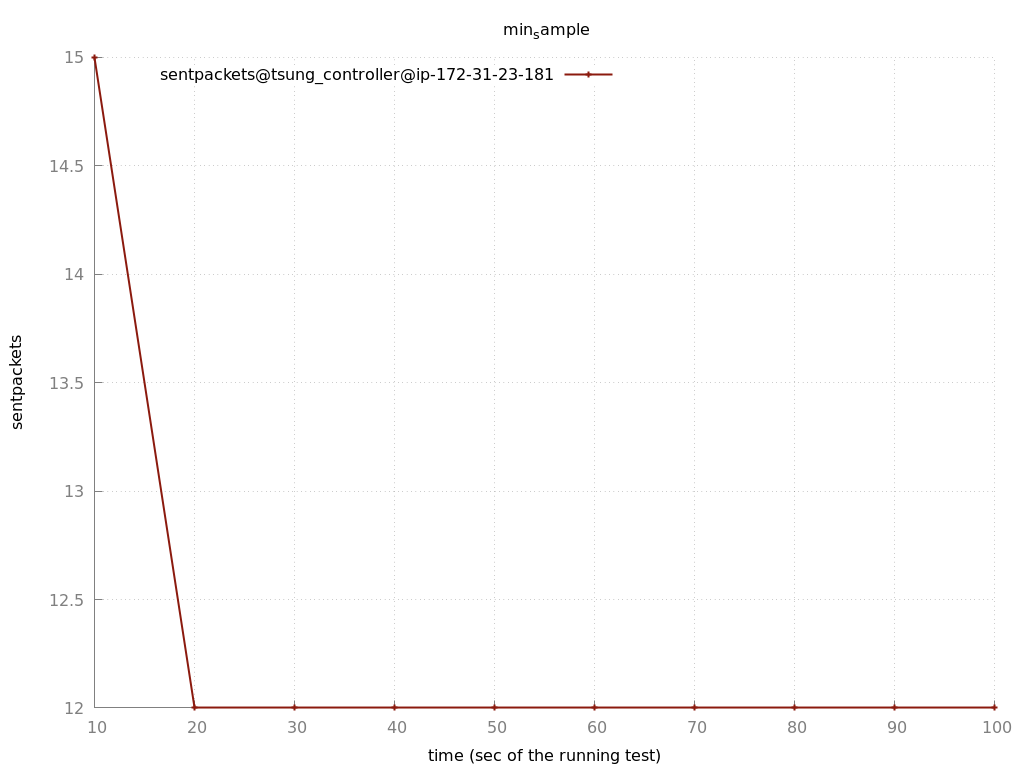 min_sample
15
sentpackets@tsung_controller@ip-172-31-23-181
14.5
14
13.5
sentpackets
13
12.5
12
10 20 30 40 50 60 70 80 90 100
time (sec of the running test)